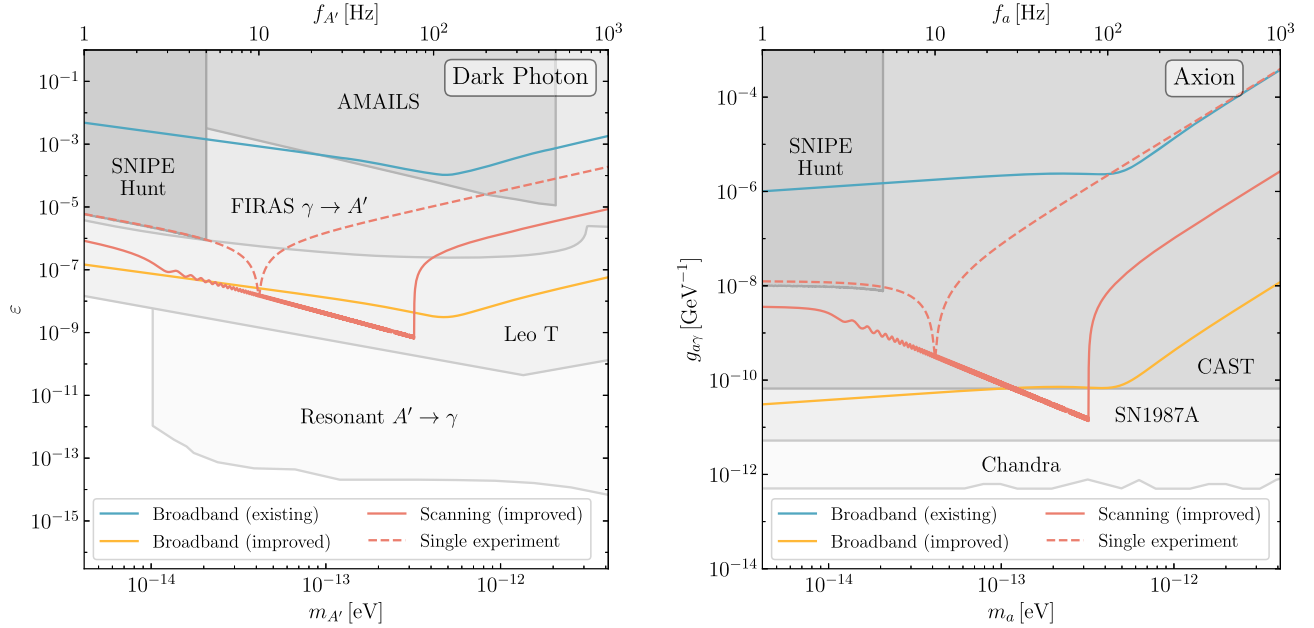 f_{A′} [Hz]
1 10^1 10^2 10^3
Dark Photon
AMAILS
SNIPE
Hunt
FIRAS γ → A′
Leo T
Resonant A′ → γ
10^{−1}
10^{−3}
10^{−5}
10^{−7}
10^{−9}
10^{−11}
10^{−13}
10^{−15}
ε
Broadband (existing)
Broadband (improved)
Scanning (improved)
Single experiment
10^{−14} 10^{−13} 10^{−12}
m_{A′} [eV]
f_a [Hz]
1 10^1 10^2 10^3
Axion
SNIPE
Hunt
CAST
SN1987A
Chandra
10^{−4}
10^{−6}
10^{−8}
10^{−10}
10^{−12}
10^{−14}
g_{aγ} [GeV^{−1}]
Broadband (existing)
Broadband (improved)
Scanning (improved)
Single experiment
10^{−14} 10^{−13} 10^{−12}
m_a [eV]